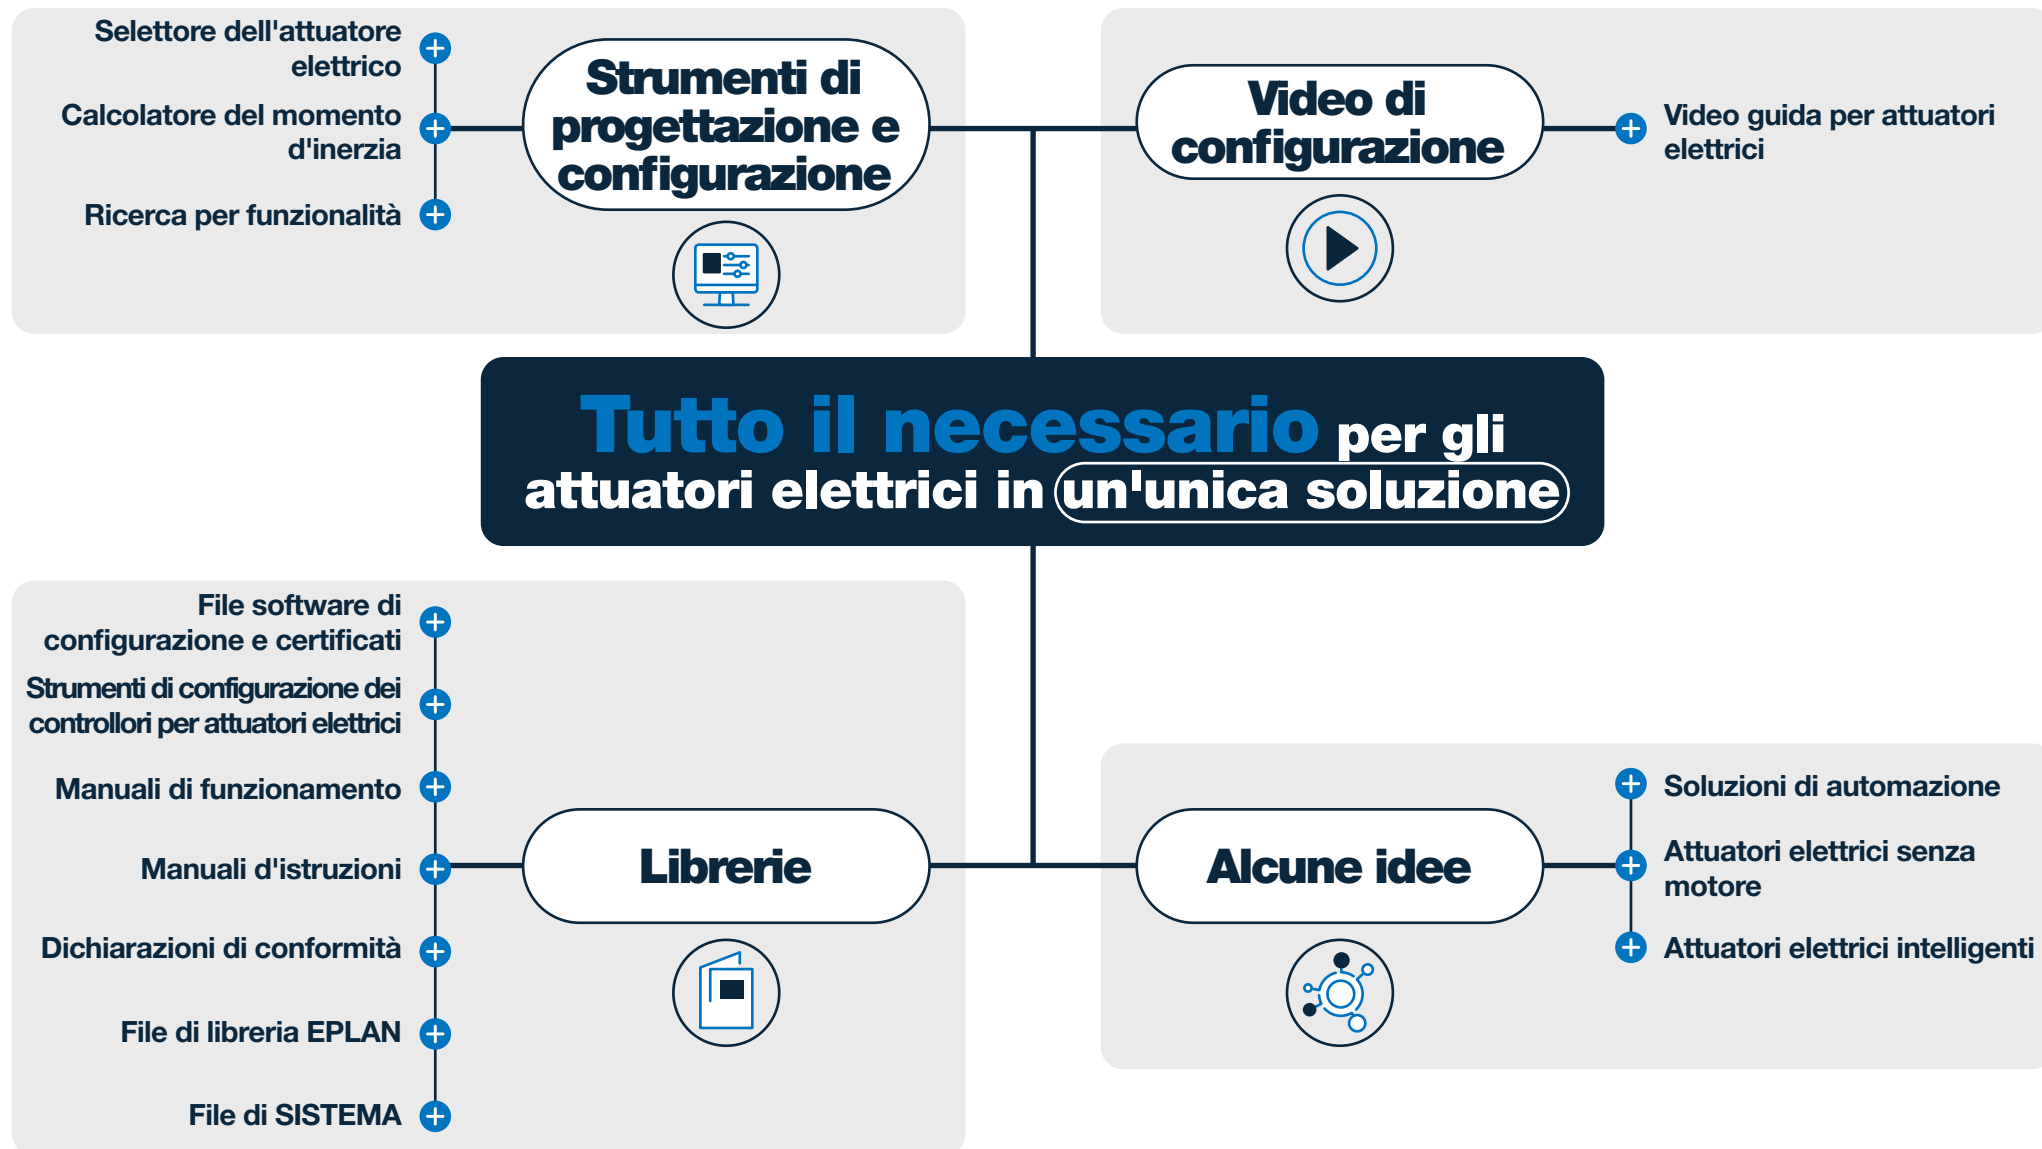 Selettore dell'attuatore
elettrico
Calcolatore del momento
d'inerzia
Ricerca per funzionalità
Strumenti di
progettazione e
configurazione
Video di
configurazione
Video guida per attuatori
elettrici
Tutto il necessario per gli
attuatori elettrici in un'unica soluzione
File software di
configurazione e certificati
Strumenti di configurazione dei
controllori per attuatori elettrici
Manuali di funzionamento
Manuali d'istruzioni
Dichiarazioni di conformità
File di libreria EPLAN
File di SISTEMA
Librerie
Alcune idee
Soluzioni di automazione
Attuatori elettrici senza
motore
Attuatori elettrici intelligenti